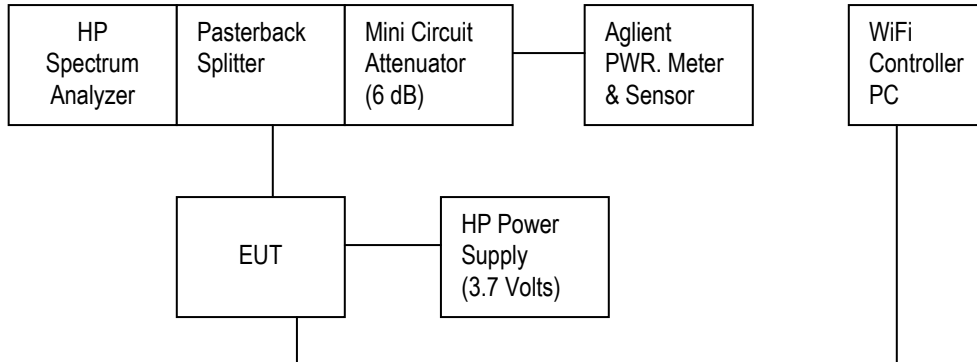 HP
Spectrum
Analyzer
Pasterback
Splitter
Mini Circuit
Attenuator
(6 dB)
Aglient
PWR. Meter
& Sensor
WiFi
Controller
PC
EUT
HP Power
Supply
(3.7 Volts)